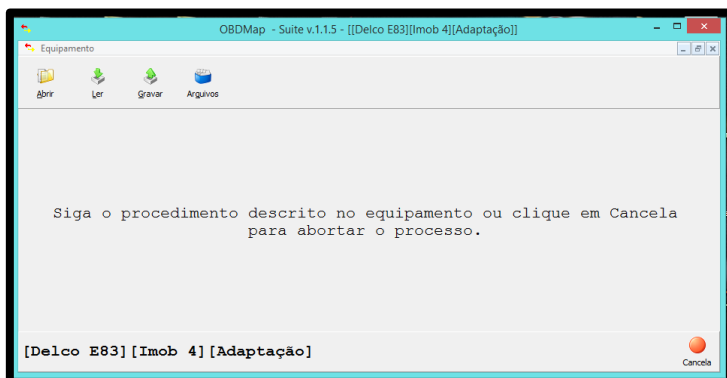 OBDMap - Suite v.1.1.5 - [[Delco E83][Imob 4][Adaptação]]
Equipamento
Abrir Ler Gravar Arquivos
Siga o procedimento descrito no equipamento ou clique em Cancela
para abortar o processo.
[Delco E83][Imob 4][Adaptação]
Cancela